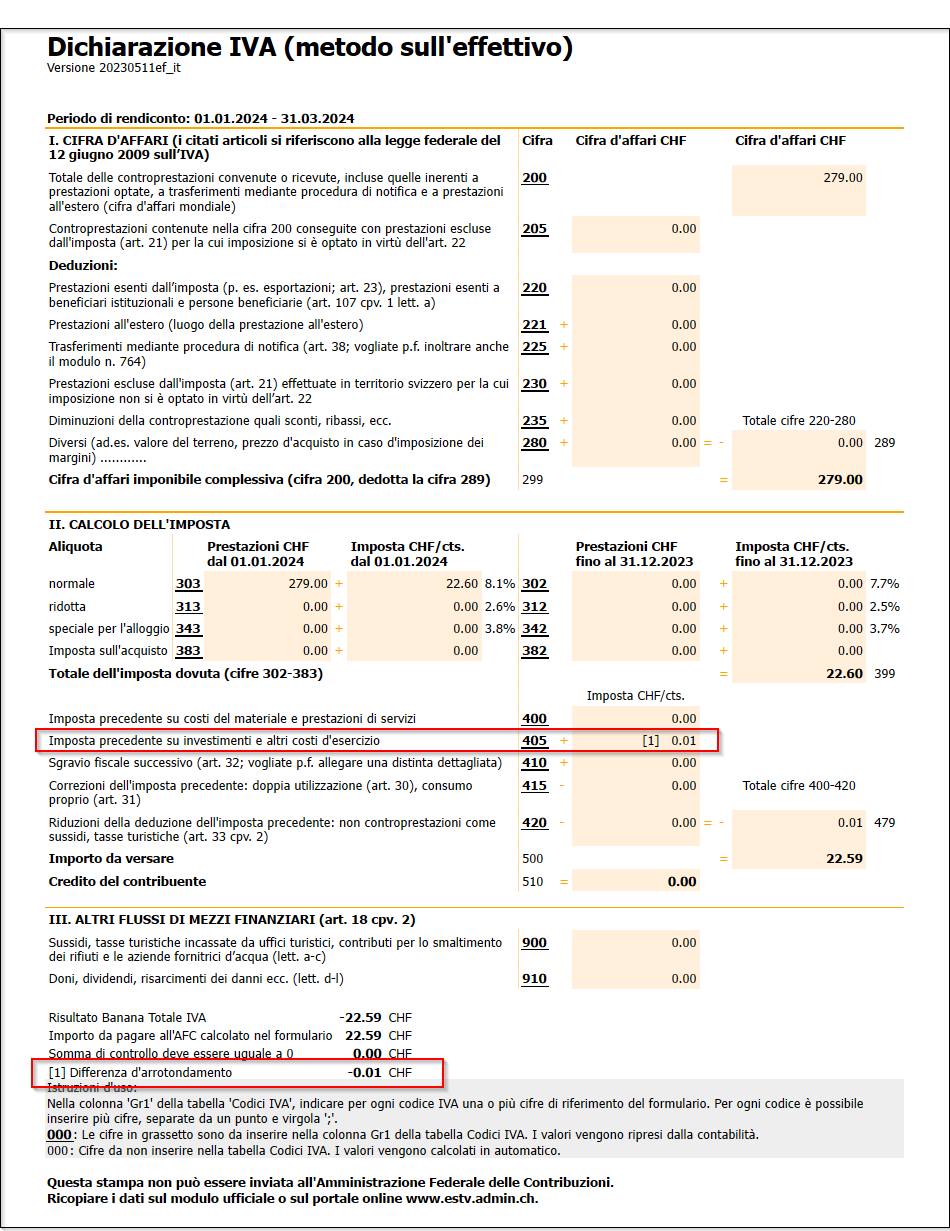 Dichiarazione IVA (metodo sull'effettivo)
Versione 20230511ef_it
Periodo di rendiconto: 01.01.2024 - 31.03.2024
I. CIFRA D'AFFARI (i citati articoli si riferiscono alla legge federale del Cifra Cifra d'affari CHF Cifra d'affari CHF
12 giugno 2009 sull’IVA)
Totale delle controprestazioni convenute o ricevute, incluse quelle inerenti a 200 279.00
prestazioni optate, a trasferimenti mediante procedura di notifica e a prestazioni
all'estero (cifra d'affari mondiale)
Controprestazioni contenute nella cifra 200 conseguite con prestazioni escluse 205 0.00
dall'imposta (art. 21) per la cui imposizione si è optato in virtù dell'art. 22
Deduzioni:
Prestazioni esenti dall’imposta (p. es. esportazioni; art. 23), prestazioni esenti a 220 0.00
beneficiari istituzionali e persone beneficiarie (art. 107 cpv. 1 lett. a)
Prestazioni all'estero (luogo della prestazione all'estero) 221 + 0.00
Trasferimenti mediante procedura di notifica (art. 38; vogliate p.f. inoltrare anche 225 + 0.00
il modulo n. 764)
Prestazioni escluse dall'imposta (art. 21) effettuate in territorio svizzero per la cui 230 + 0.00
imposizione non si è optato in virtù dell’art. 22
Diminuzioni della controprestazione quali sconti, ribassi, ecc. 235 + 0.00 Totale cifre 220-280
Diversi (ad.es. valore del terreno, prezzo d'acquisto in caso d'imposizione dei 280 + 0.00 = - 0.00 289
margini) ............
Cifra d'affari imponibile complessiva (cifra 200, dedotta la cifra 289) 299 = 279.00
II. CALCOLO DELL'IMPOSTA
Aliquota Prestazioni CHF Imposta CHF/cts. Prestazioni CHF Imposta CHF/cts.
dal 01.01.2024 dal 01.01.2024 fino al 31.12.2023 fino al 31.12.2023
normale 303 279.00 + 22.60 8.1% 302 0.00 + 0.00 7.7%
ridotta 313 0.00 + 0.00 2.6% 312 0.00 + 0.00 2.5%
speciale per l'alloggio 343 0.00 + 0.00 3.8% 342 0.00 + 0.00 3.7%
Imposta sull'acquisto 383 0.00 + 0.00 382 0.00 + 0.00
Totale dell'imposta dovuta (cifre 302-383) = 22.60 399
Imposta CHF/cts.
Imposta precedente su costi del materiale e prestazioni di servizi 400 0.00
Imposta precedente su investimenti e altri costi d'esercizio 405 + [1] 0.01
Sgravio fiscale successivo (art. 32; vogliate p.f. allegare una distinta dettagliata) 410 + 0.00
Correzioni dell'imposta precedente: doppia utilizzazione (art. 30), consumo 415 - 0.00 Totale cifre 400-420
proprio (art. 31)
Riduzioni della deduzione dell'imposta precedente: non controprestazioni come 420 - 0.00 = - 0.01 479
sussidi, tasse turistiche (art. 33 cpv. 2)
Importo da versare 500 = 22.59
Credito del contribuente 510 = 0.00
III. ALTRI FLUSSI DI MEZZI FINANZIARI (art. 18 cpv. 2)
Sussidi, tasse turistiche incassate da uffici turistici, contributi per lo smaltimento 900 0.00
dei rifiuti e le aziende fornitrici d’acqua (lett. a-c)
Doni, dividendi, risarcimenti dei danni ecc. (lett. d-l) 910 0.00
Risultato Banana Totale IVA -22.59 CHF
Importo da pagare all'AFC calcolato nel formulario 22.59 CHF
Somma di controllo deve essere uguale a 0 0.00 CHF
[1] Differenza d'arrotondamento -0.01 CHF
Istruzioni d'uso:
Nella colonna 'Gr1' della tabella 'Codici IVA', indicare per ogni codice IVA una o più cifre di riferimento del formulario. Per ogni codice è possibile
inserire più cifre, separate da un punto e virgola ';'.
000: Le cifre in grassetto sono da inserire nella colonna Gr1 della tabella Codici IVA. I valori vengono ripresi dalla contabilità.
000: Cifre da non inserire nella tabella Codici IVA. I valori vengono calcolati in automatico.
Questa stampa non può essere inviata all'Amministrazione Federale delle Contribuzioni.
Ricopiare i dati sul modulo ufficiale o sul portale online www.estv.admin.ch.